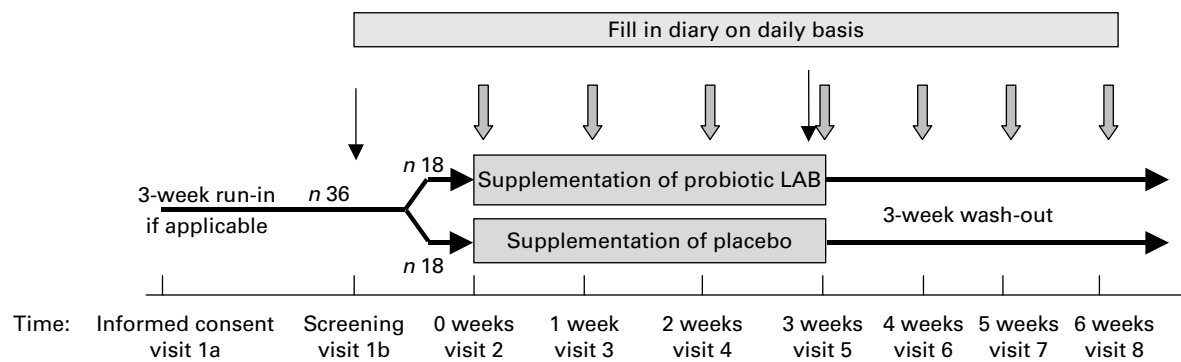 Fill in diary on daily basis
n 18
Supplementation of probiotic LAB
3-week run-in
if applicable
n 36
3-week wash-out
Supplementation of placebo
n 18
Time:
Informed consent
visit 1a
Screening
visit 1b
0 weeks
visit 2
1 week
visit 3
2 weeks
visit 4
3 weeks
visit 5
4 weeks
visit 6
5 weeks
visit 7
6 weeks
visit 8